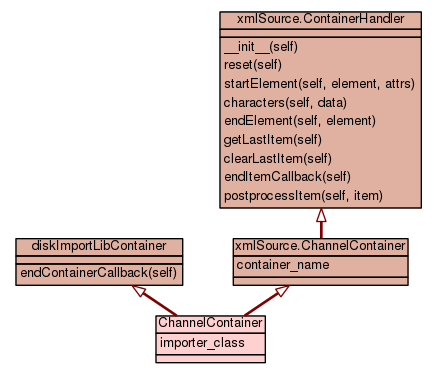 xmlSource.ContainerHandler
__init__(self)
reset(self)
startElement(self, element, attrs)
characters(self, data)
endElement(self, element)
getLastItem(self)
clearLastItem(self)
endItemCallback(self)
postprocessItem(self, item)
diskImportLibContainer
endContainerCallback(self)
xmlSource.ChannelContainer
container_name
ChannelContainer
importer_class